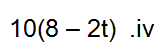 10(8 – 2t) .iv